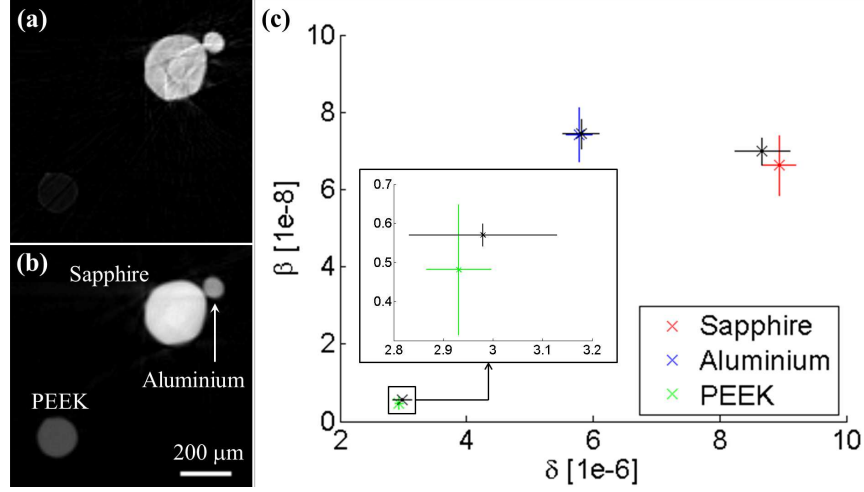 (a)
(b)
Sapphire
Aluminium
PEEK
200 µm
(c)
10
8
6
4
2
0
β [1e-8]
2
4
6
8
10
δ [1e-6]
0.7
0.6
0.5
0.4
2.8
2.9
3
3.1
3.2
Sapphire
Aluminium
PEEK